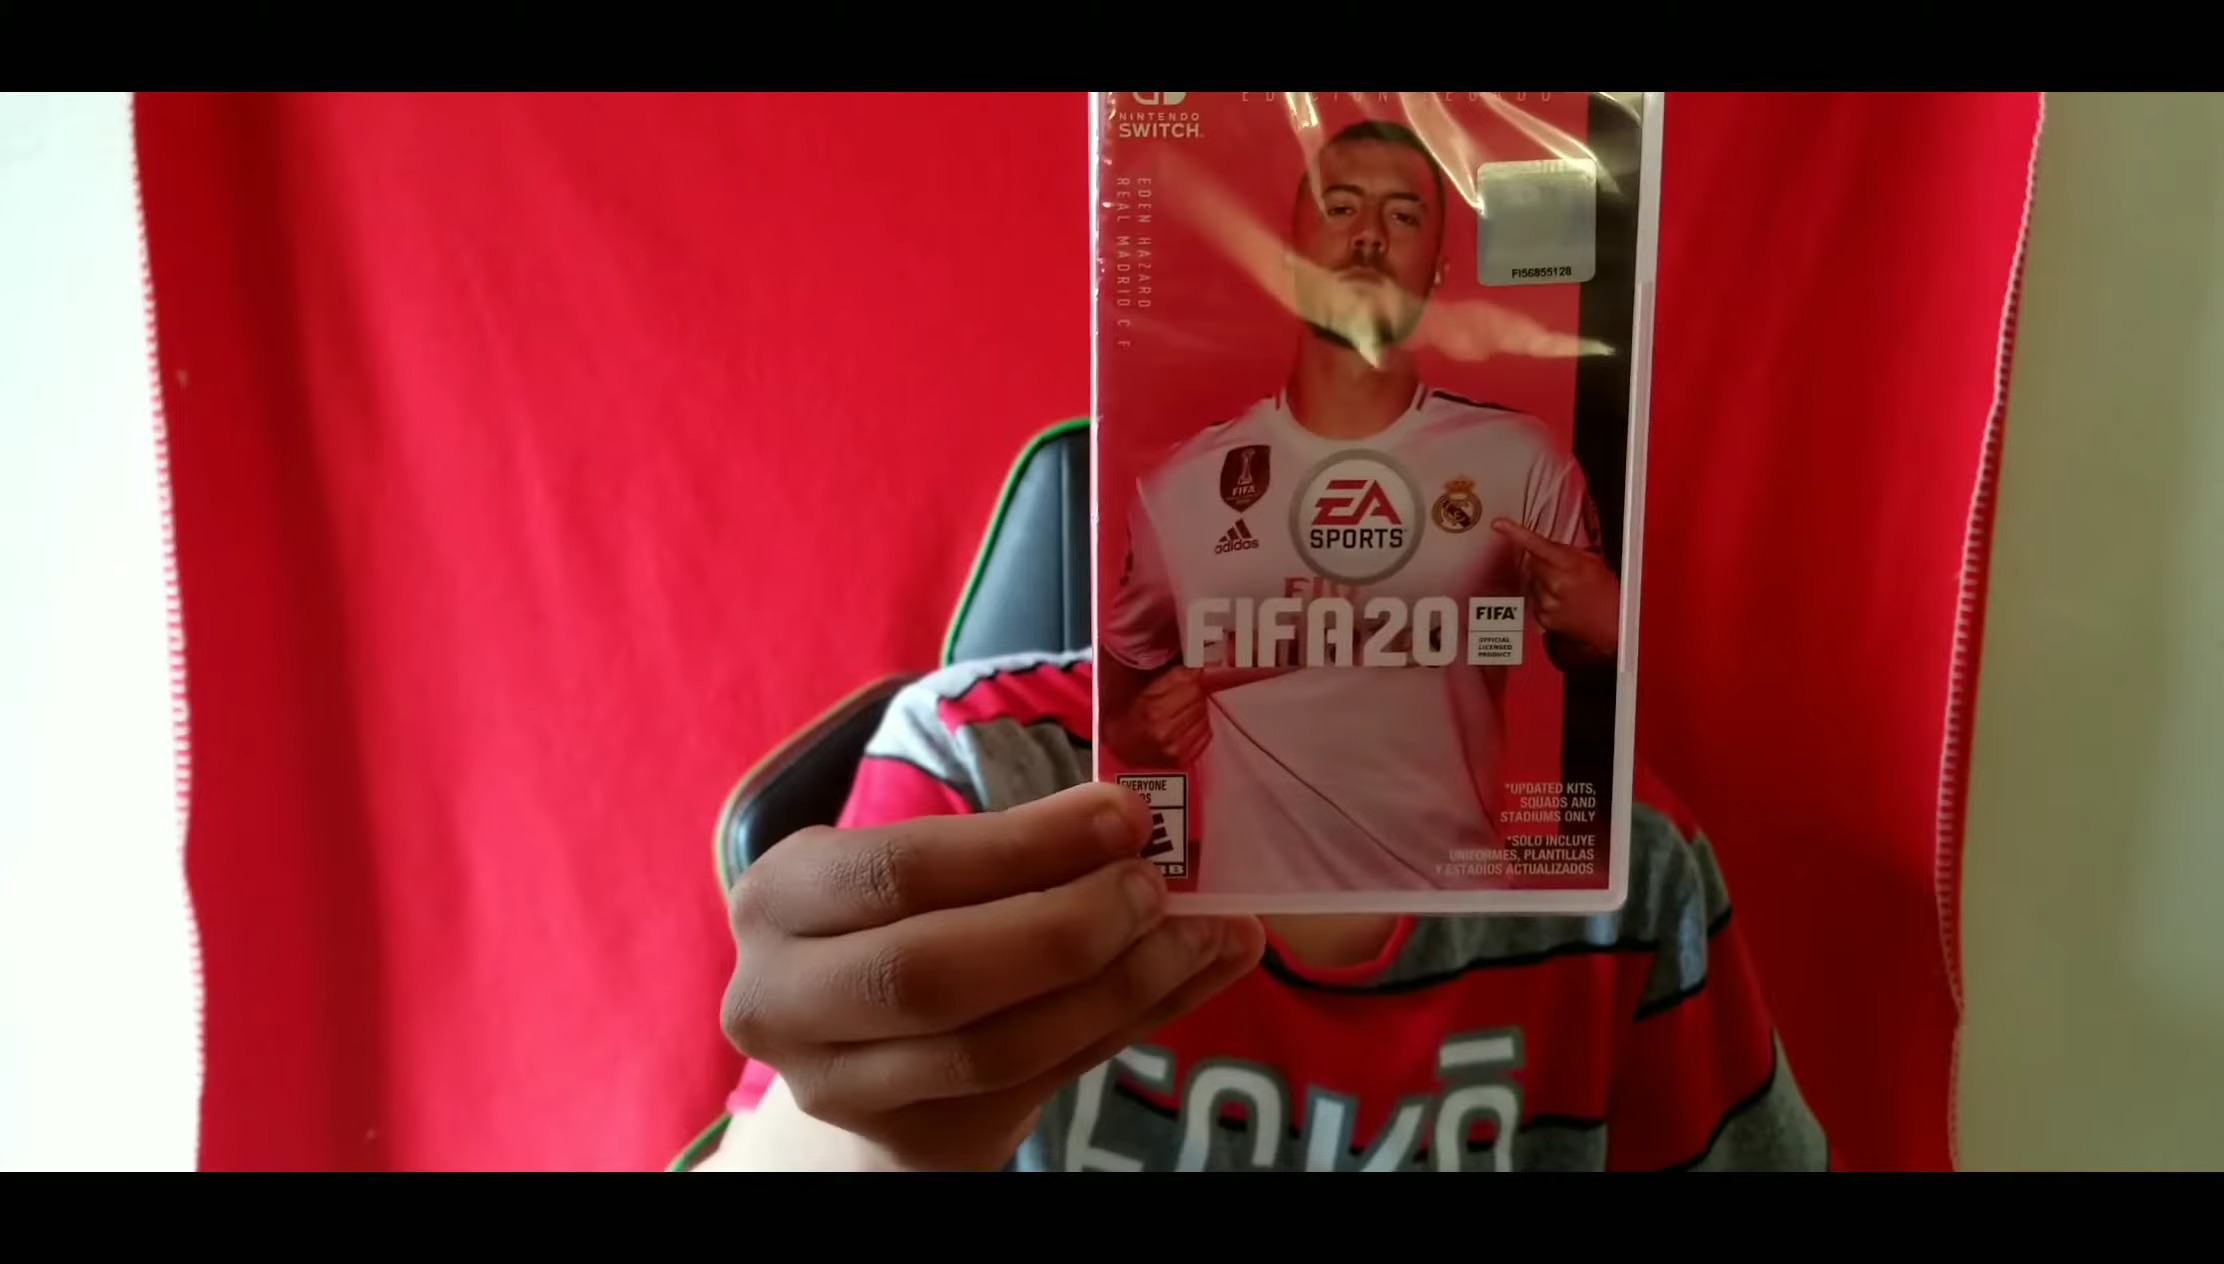 NINTENDO
SWITCH
EDEN HAZARD
REAL MADRID C F
FI56855128
FIFA
adidas
EA
SPORTS
FIFA20
FIFA
OFFICIAL
LICENSED
PRODUCT
EVERYONE
*UPDATED KITS,
SQUADS AND
STADIUMS ONLY
*SOLO INCLUYE
UNIFORMES, PLANTILLAS
Y ESTADIOS ACTUALIZADOS